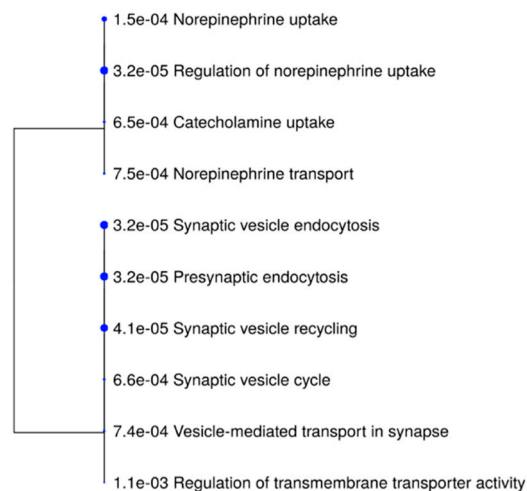 1.5e-04 Norepinephrine uptake
3.2e-05 Regulation of norepinephrine uptake
6.5e-04 Catecholamine uptake
7.5e-04 Norepinephrine transport
3.2e-05 Synaptic vesicle endocytosis
3.2e-05 Presynaptic endocytosis
4.1e-05 Synaptic vesicle recycling
6.6e-04 Synaptic vesicle cycle
7.4e-04 Vesicle-mediated transport in synapse
1.1e-03 Regulation of transmembrane transporter activity